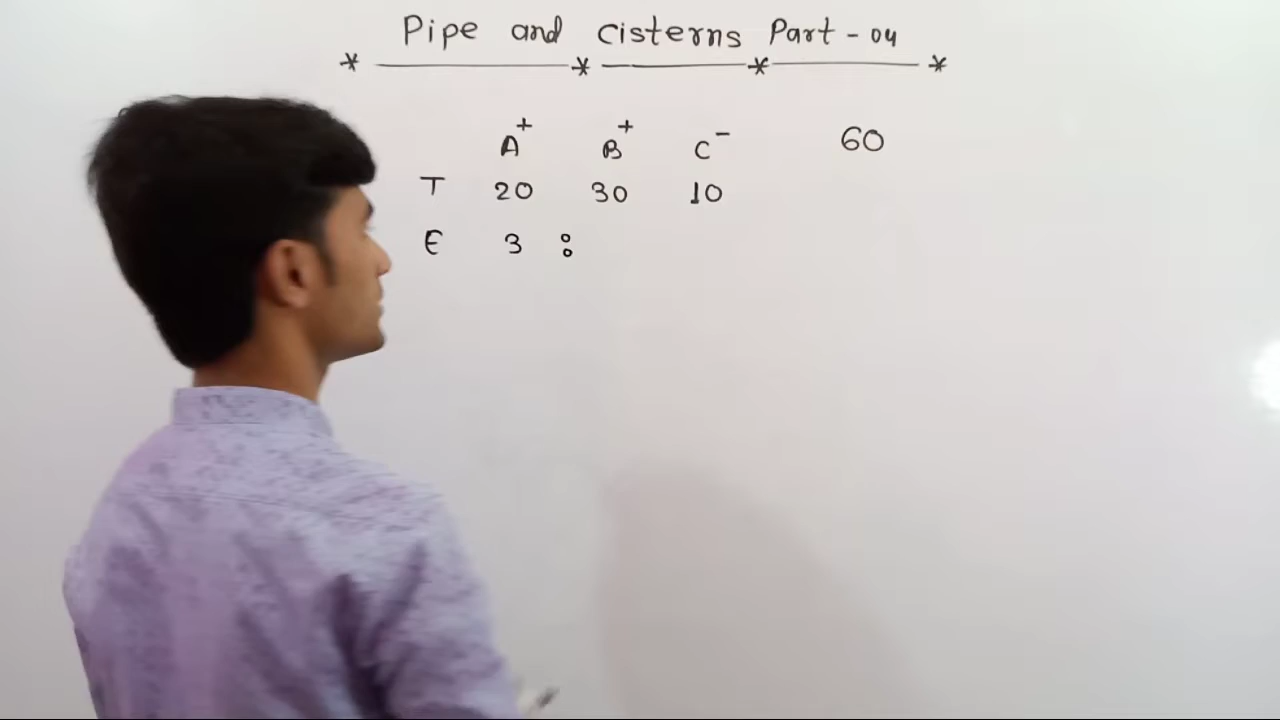 Pipe and cisterns Part - 04
* * * *
A+ B+ C- 60
T 20 30 10
E 3 :